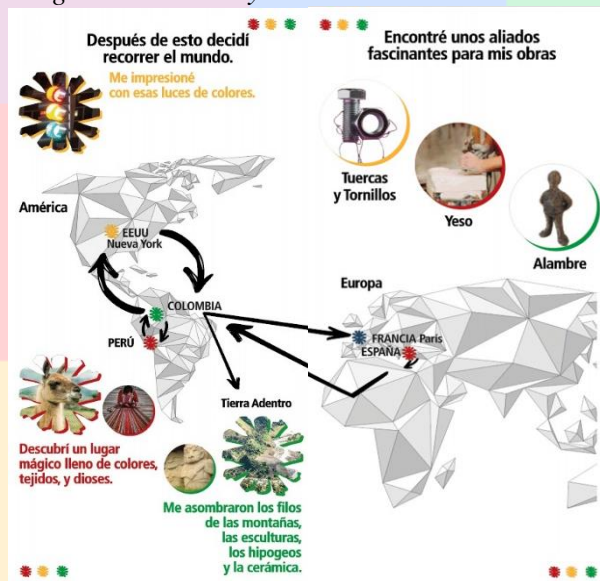 Después de esto decidí
recorrer el mundo.
Me impresioné
con esas luces de colores.
América
EEUU
Nueva York
COLOMBIA
PERÚ
Tierra Adentro
Descubrí un lugar
mágico lleno de colores,
tejidos, y dioses.
Me asombraron los filos
de las montañas,
las esculturas,
los hipogeos
y la cerámica.
Encontré unos aliados
fascinantes para mis obras
Tuercas
y Tornillos
Yeso
Alambre
Europa
FRANCIA Paris
ESPAÑA